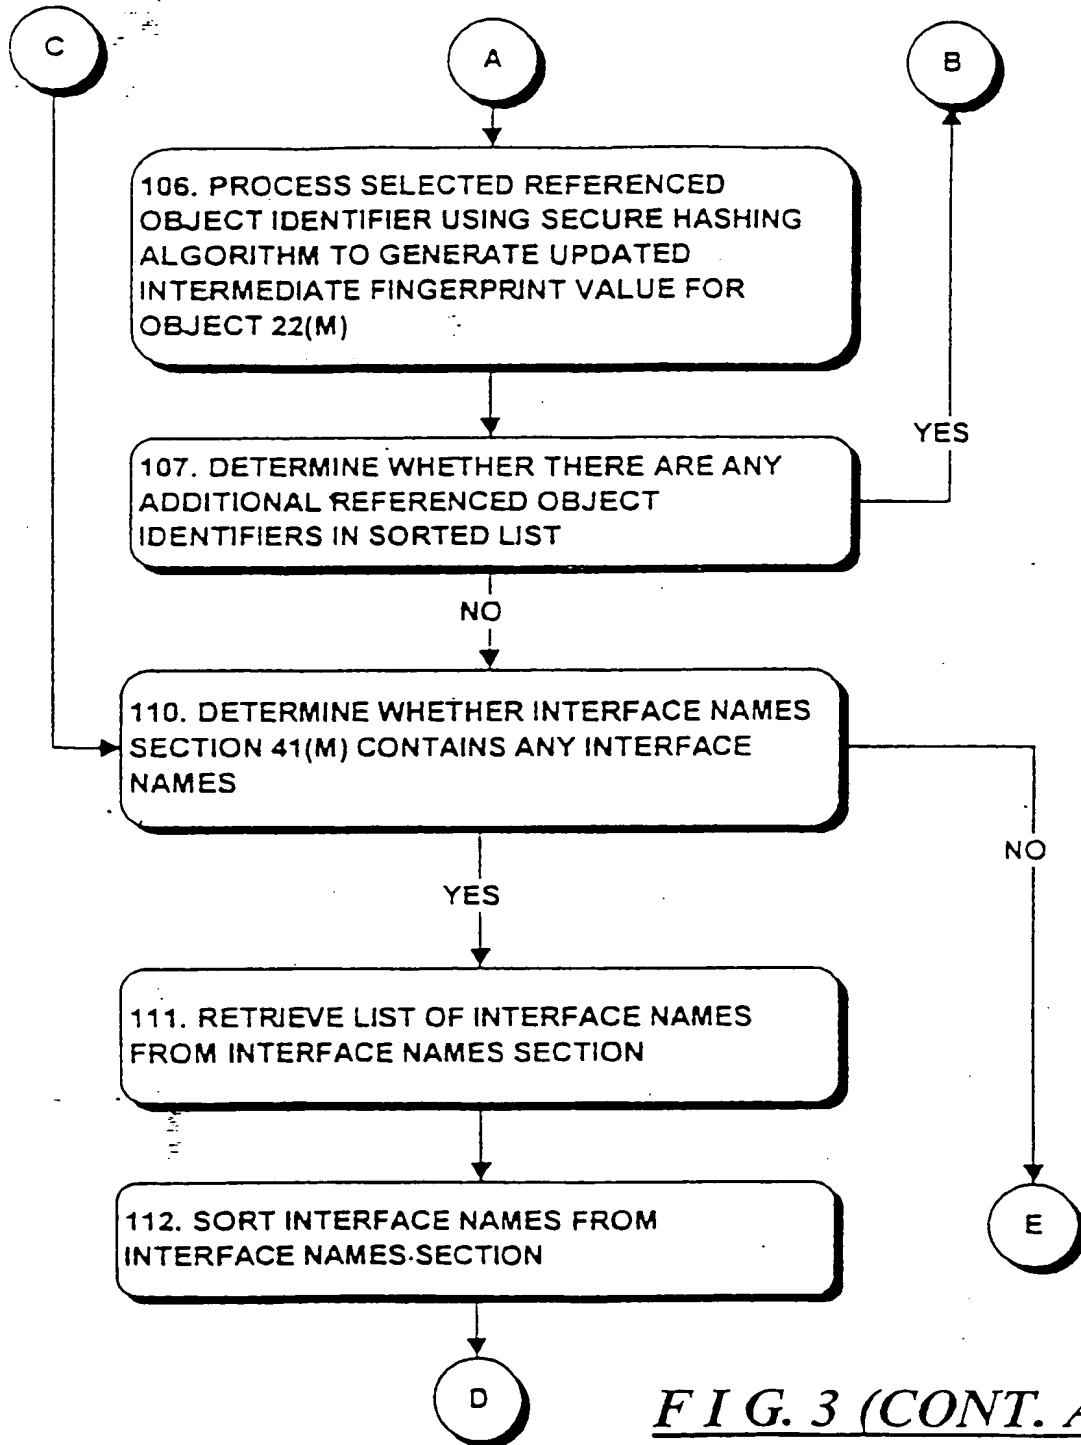 C
A
B
106. PROCESS SELECTED REFERENCED
OBJECT IDENTIFIER USING SECURE HASHING
ALGORITHM TO GENERATE UPDATED
INTERMEDIATE FINGERPRINT VALUE FOR
OBJECT 22(M)
YES
107. DETERMINE WHETHER THERE ARE ANY
ADDITIONAL REFERENCED OBJECT
IDENTIFIERS IN SORTED LIST
NO
110. DETERMINE WHETHER INTERFACE NAMES
SECTION 41(M) CONTAINS ANY INTERFACE
NAMES
NO
YES
111. RETRIEVE LIST OF INTERFACE NAMES
FROM INTERFACE NAMES SECTION
112. SORT INTERFACE NAMES FROM
INTERFACE NAMES SECTION
E
D
FIG. 3 (CONT. A